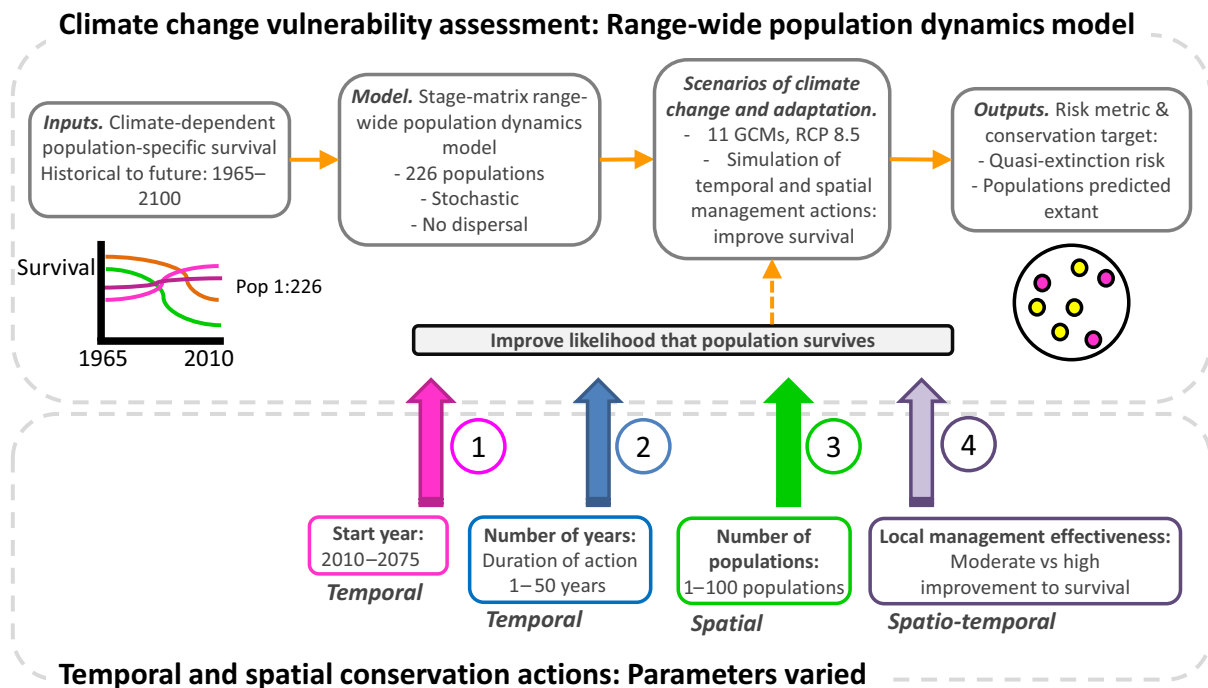 Climate change vulnerability assessment: Range-wide population dynamics model
Inputs. Climate-dependent
population-specific survival
Historical to future: 1965–
2100
Model. Stage-matrix range-
wide population dynamics
model
- 226 populations
- Stochastic
- No dispersal
Scenarios of climate
change and adaptation.
- 11 GCMs, RCP 8.5
- Simulation of
temporal and spatial
management actions:
improve survival
Outputs. Risk metric &
conservation target:
- Quasi-extinction risk
- Populations predicted
extant
Survival
Pop 1:226
1965
2010
Improve likelihood that population survives
1
2
3
4
Start year:
2010–2075
Temporal
Number of years:
Duration of action
1–50 years
Temporal
Number of
populations:
1–100 populations
Spatial
Local management effectiveness:
Moderate vs high
improvement to survival
Spatio-temporal
Temporal and spatial conservation actions: Parameters varied